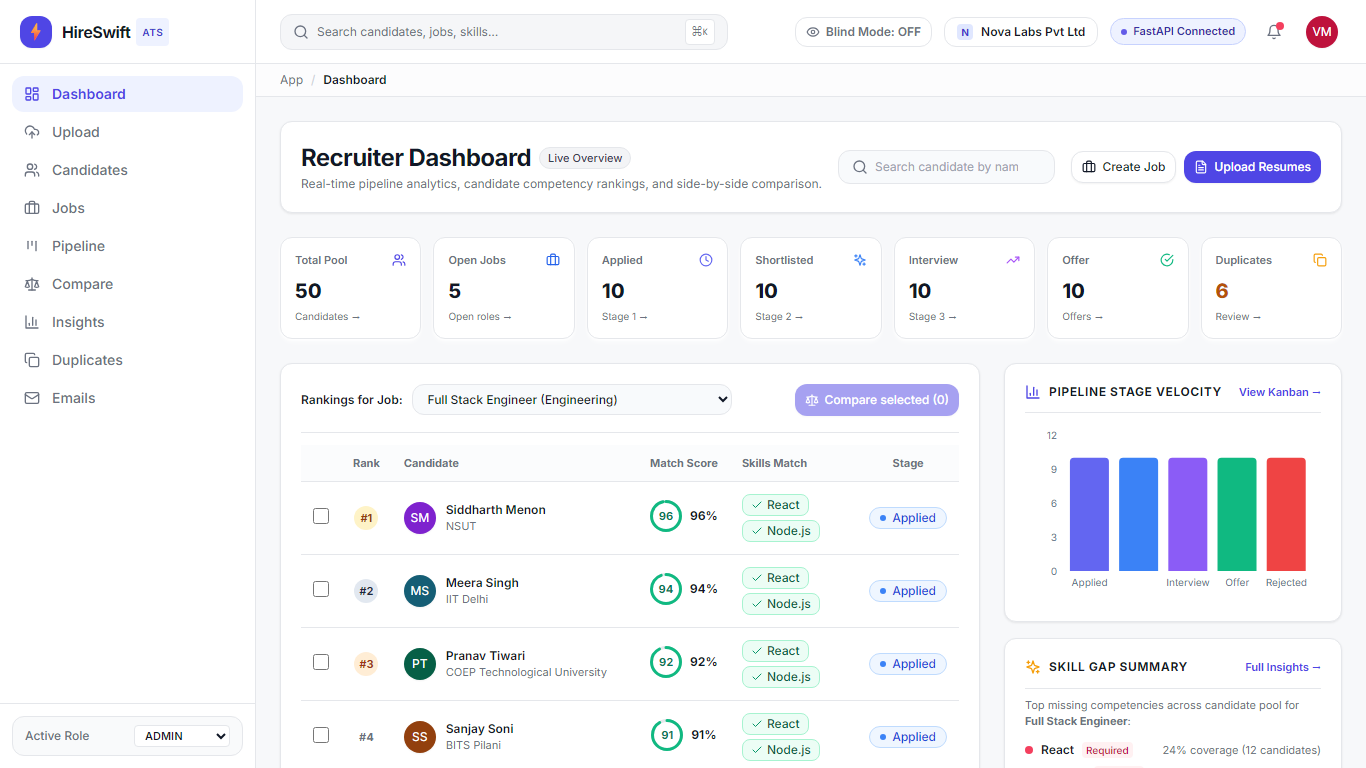 HireSwift ATS
Search candidates, jobs, skills...
⌘K
Blind Mode: OFF
N Nova Labs Pvt Ltd
FastAPI Connected
VM
App / Dashboard
Dashboard
Upload
Candidates
Jobs
Pipeline
Compare
Insights
Duplicates
Emails
Active Role ADMIN
Recruiter Dashboard Live Overview
Real-time pipeline analytics, candidate competency rankings, and side-by-side comparison.
Search candidate by nam
Create Job
Upload Resumes
Total Pool
50
Candidates →
Open Jobs
5
Open roles →
Applied
10
Stage 1 →
Shortlisted
10
Stage 2 →
Interview
10
Stage 3 →
Offer
10
Offers →
Duplicates
6
Review →
Rankings for Job: Full Stack Engineer (Engineering)
Compare selected (0)
Rank Candidate Match Score Skills Match Stage
#1 SM Siddharth Menon
NSUT
96 96%
React
Node.js
Applied
#2 MS Meera Singh
IIT Delhi
94 94%
React
Node.js
Applied
#3 PT Pranav Tiwari
COEP Technological University
92 92%
React
Node.js
Applied
#4 SS Sanjay Soni
BITS Pilani
91 91%
React
Node.js
Applied
PIPELINE STAGE VELOCITY View Kanban →
12
9
6
3
0
Applied Interview Offer Rejected
SKILL GAP SUMMARY Full Insights →
Top missing competencies across candidate pool for
Full Stack Engineer:
React Required 24% coverage (12 candidates)